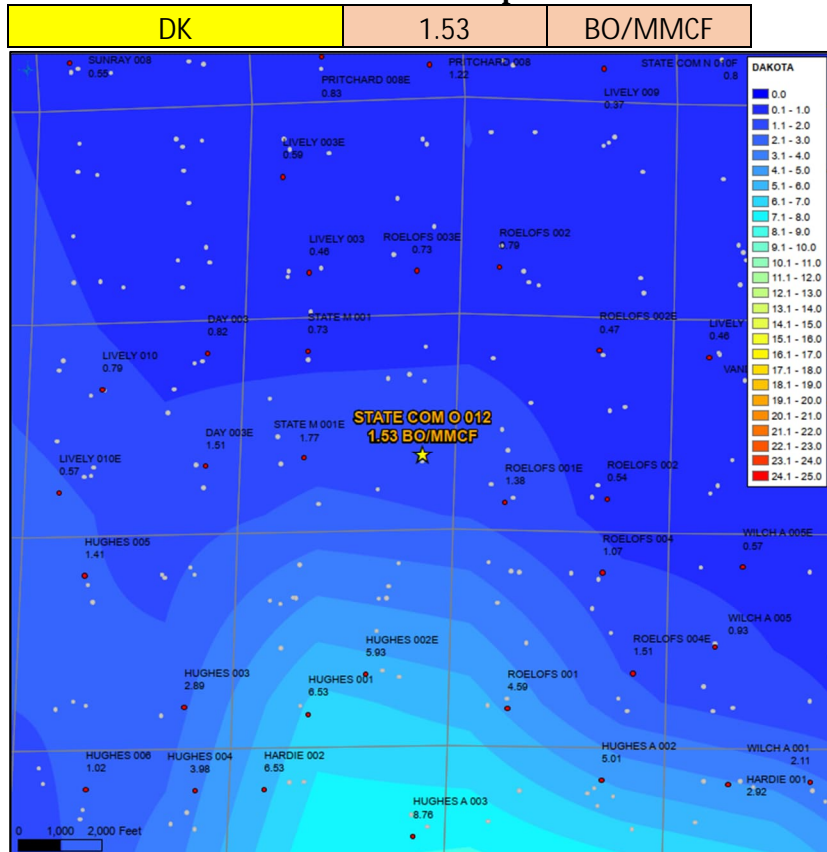 DK 1.53 BO/MMCF
SUNRAY 008
0.55
PRITCHARD 008E
0.83
PRITCHARD 008
1.22
STATE COM N 010F
0.8
LIVELY 009
0.37
DAKOTA
0.0
0.1 - 1.0
1.1 - 2.0
2.1 - 3.0
3.1 - 4.0
4.1 - 5.0
5.1 - 6.0
6.1 - 7.0
7.1 - 8.0
8.1 - 9.0
9.1 - 10.0
10.1 - 11.0
11.1 - 12.0
12.1 - 13.0
13.1 - 14.0
14.1 - 15.0
15.1 - 16.0
16.1 - 17.0
17.1 - 18.0
18.1 - 19.0
19.1 - 20.0
20.1 - 21.0
21.1 - 22.0
22.1 - 23.0
23.1 - 24.0
24.1 - 25.0
LIVELY 003E
0.59
LIVELY 003
0.46
ROELOFS 003E
0.73
ROELOFS 002
0.79
DAY 003
0.82
STATE M 001
0.73
ROELOFS 002E
0.47
LIVELY
0.46
LIVELY 010
0.79
STATE COM O 012
1.53 BO/MMCF
STATE M 001E
1.77
DAY 003E
1.51
LIVELY 010E
0.57
ROELOFS 001E
1.38
ROELOFS 002
0.54
HUGHES 005
1.41
ROELOFS 004
1.07
WILCH A 005E
0.57
WILCH A 005
0.93
HUGHES 002E
5.93
ROELOFS 004E
1.51
HUGHES 003
2.89
HUGHES 001
6.53
ROELOFS 001
4.59
HUGHES 006
1.02
HUGHES 004
3.98
HARDIE 002
6.53
HUGHES A 002
5.01
WILCH A 001
2.11
HARDIE 001
2.92
HUGHES A 003
8.76
0 1,000 2,000 Feet